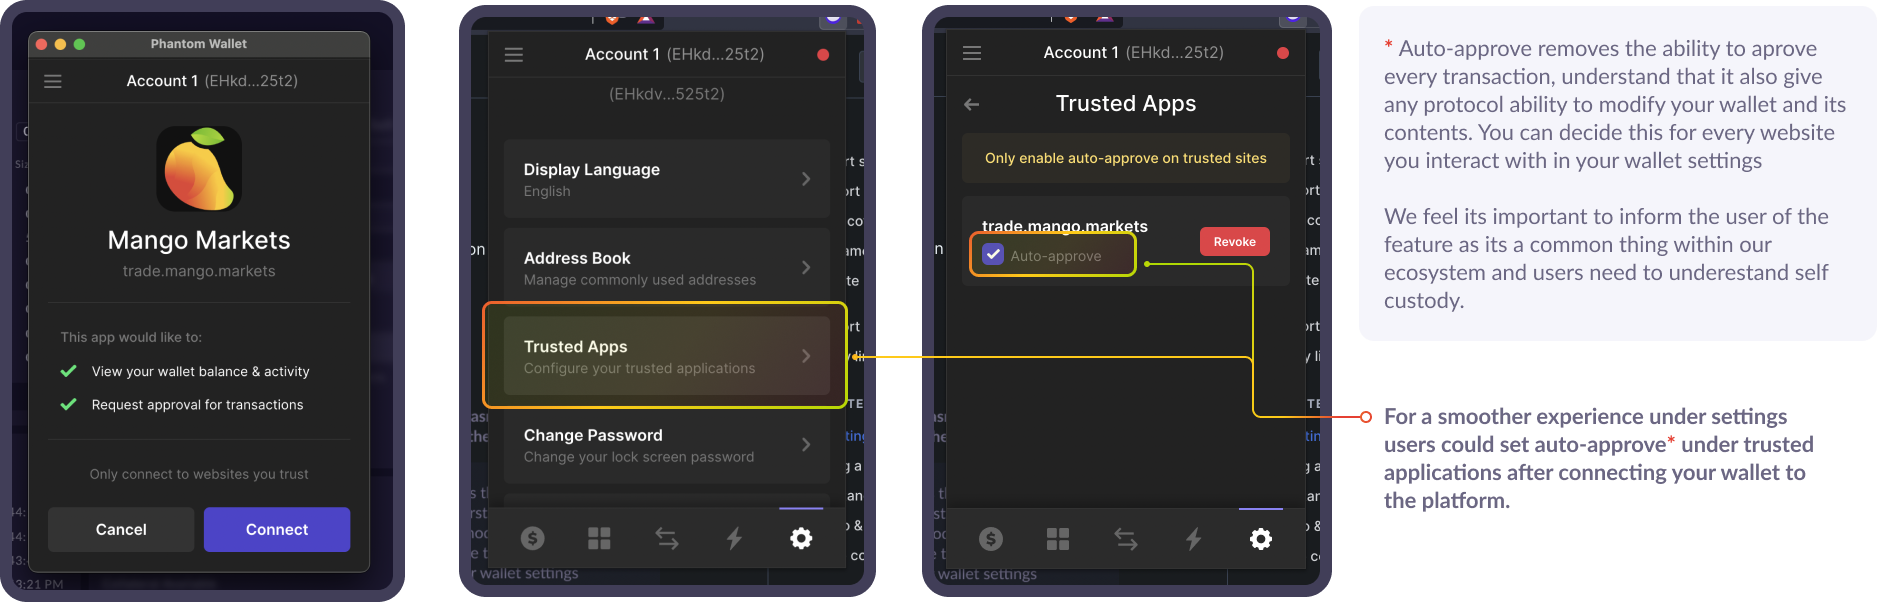 Phantom Wallet
Account 1 (EHkd...25t2)
Mango Markets
trade.mango.markets
This app would like to:
View your wallet balance & activity
Request approval for transactions
Only connect to websites you trust
Cancel
Connect
3:21 PM
Account 1 (EHkd...25t2)
(EHkdv...525t2)
Display Language
English
Address Book
Manage commonly used addresses
Trusted Apps
Configure your trusted applications
Change Password
Change your lock screen password
wallet settings
Account 1 (EHkd...25t2)
Trusted Apps
Only enable auto-approve on trusted sites
trade.mango.markets
Auto-approve
Revoke
wallet settings
* Auto-approve removes the ability to aprove
every transaction, understand that it also give
any protocol ability to modify your wallet and its
contents. You can decide this for every website
you interact with in your wallet settings
We feel its important to inform the user of the
feature as its a common thing within our
ecosystem and users need to underestand self
custody.
For a smoother experience under settings
users could set auto-approve* under trusted
applications after connecting your wallet to
the platform.